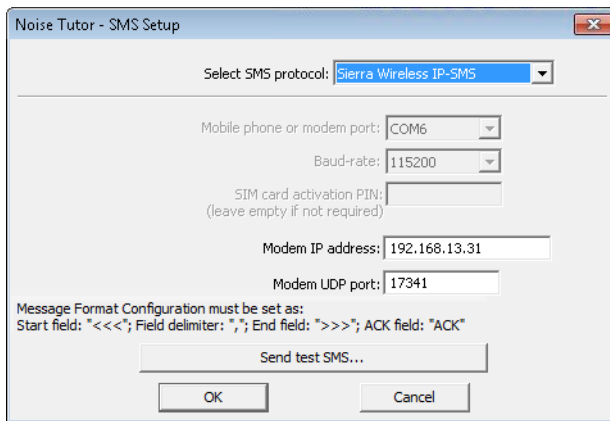 Noise Tutor - SMS Setup
Select SMS protocol: Sierra Wireless IP-SMS
Mobile phone or modem port: COM6
Baud-rate: 115200
SIM card activation PIN:
(leave empty if not required)
Modem IP address: 192.168.13.31
Modem UDP port: 17341
Message Format Configuration must be set as:
Start field: "<<<"; Field delimiter: ","; End field: ">>>"; ACK field: "ACK"
Send test SMS...
OK Cancel